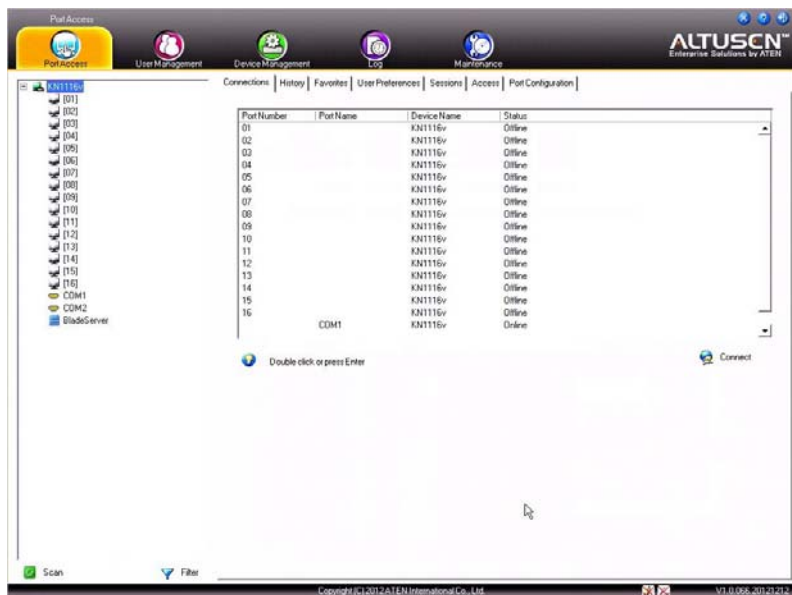 Port Access
Port Access User Management Device Management Log Maintenance
ALTUSEN™
Enterprise Solutions by ATEN
KN1116v
[01]
[02]
[03]
[04]
[05]
[06]
[07]
[08]
[09]
[10]
[11]
[12]
[13]
[14]
[15]
[16]
COM1
COM2
BladeServer
Connections History Favorites User Preferences Sessions Access Port Configuration
Port Number Port Name Device Name Status
01 KN1116v Offline
02 KN1116v Offline
03 KN1116v Offline
04 KN1116v Offline
05 KN1116v Offline
06 KN1116v Offline
07 KN1116v Offline
08 KN1116v Offline
09 KN1116v Offline
10 KN1116v Offline
11 KN1116v Offline
12 KN1116v Offline
13 KN1116v Offline
14 KN1116v Offline
15 KN1116v Offline
16 KN1116v Offline
COM1 KN1116v Online
Double click or press Enter
Connect
Scan Filter
Copyright (C) 2012 ATEN International Co., Ltd.
V1.0.066.20121212